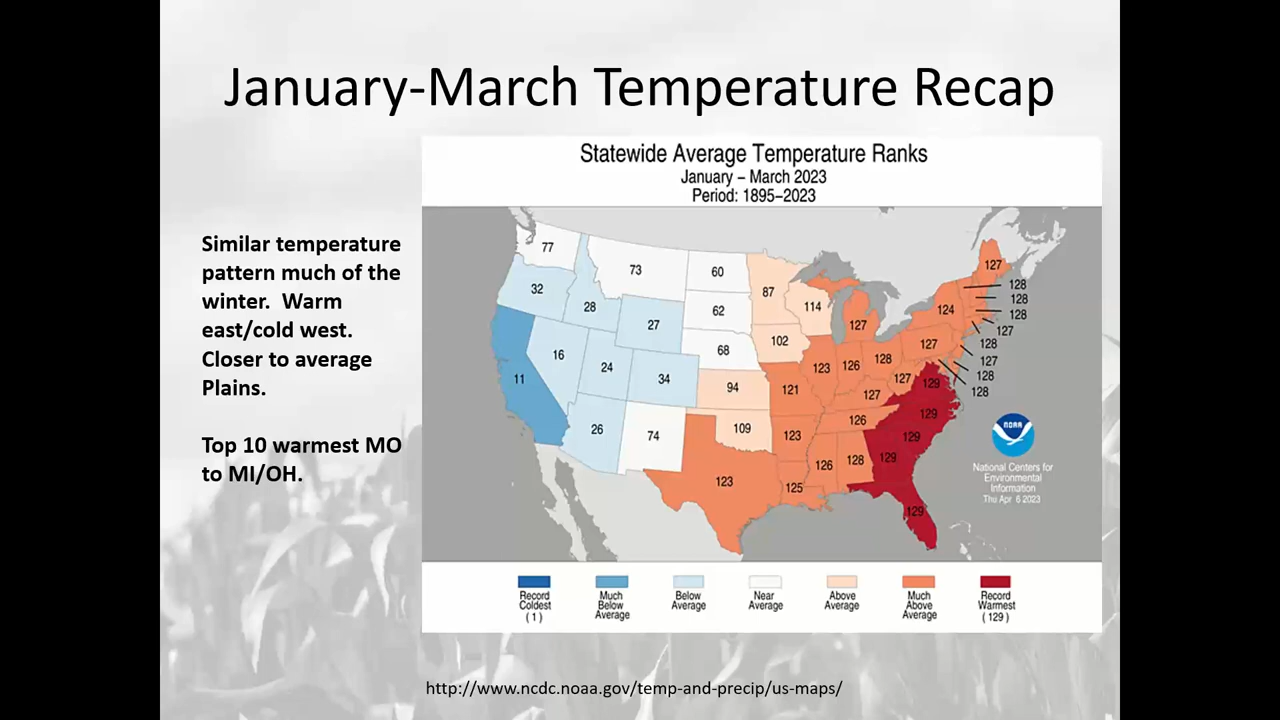 January-March Temperature Recap
Statewide Average Temperature Ranks
January – March 2023
Period: 1895–2023
Similar temperature
pattern much of the
winter.  Warm
east/cold west.
Closer to average
Plains.
Top 10 warmest MO
to MI/OH.
77
73
60
32
28
27
62
87
114
102
68
11
16
24
34
94
26
74
109
123
121
123
125
123
126
128
127
127
126
126
128
127
129
129
129
129
129
127
124
127
128
128
128
127
128
127
128
128
NOAA
National Centers for
Environmental
Information
Thu Apr 6 2023
Record
Coldest
(1)
Much
Below
Average
Below
Average
Near
Average
Above
Average
Much
Above
Average
Record
Warmest
(129)
http://www.ncdc.noaa.gov/temp-and-precip/us-maps/